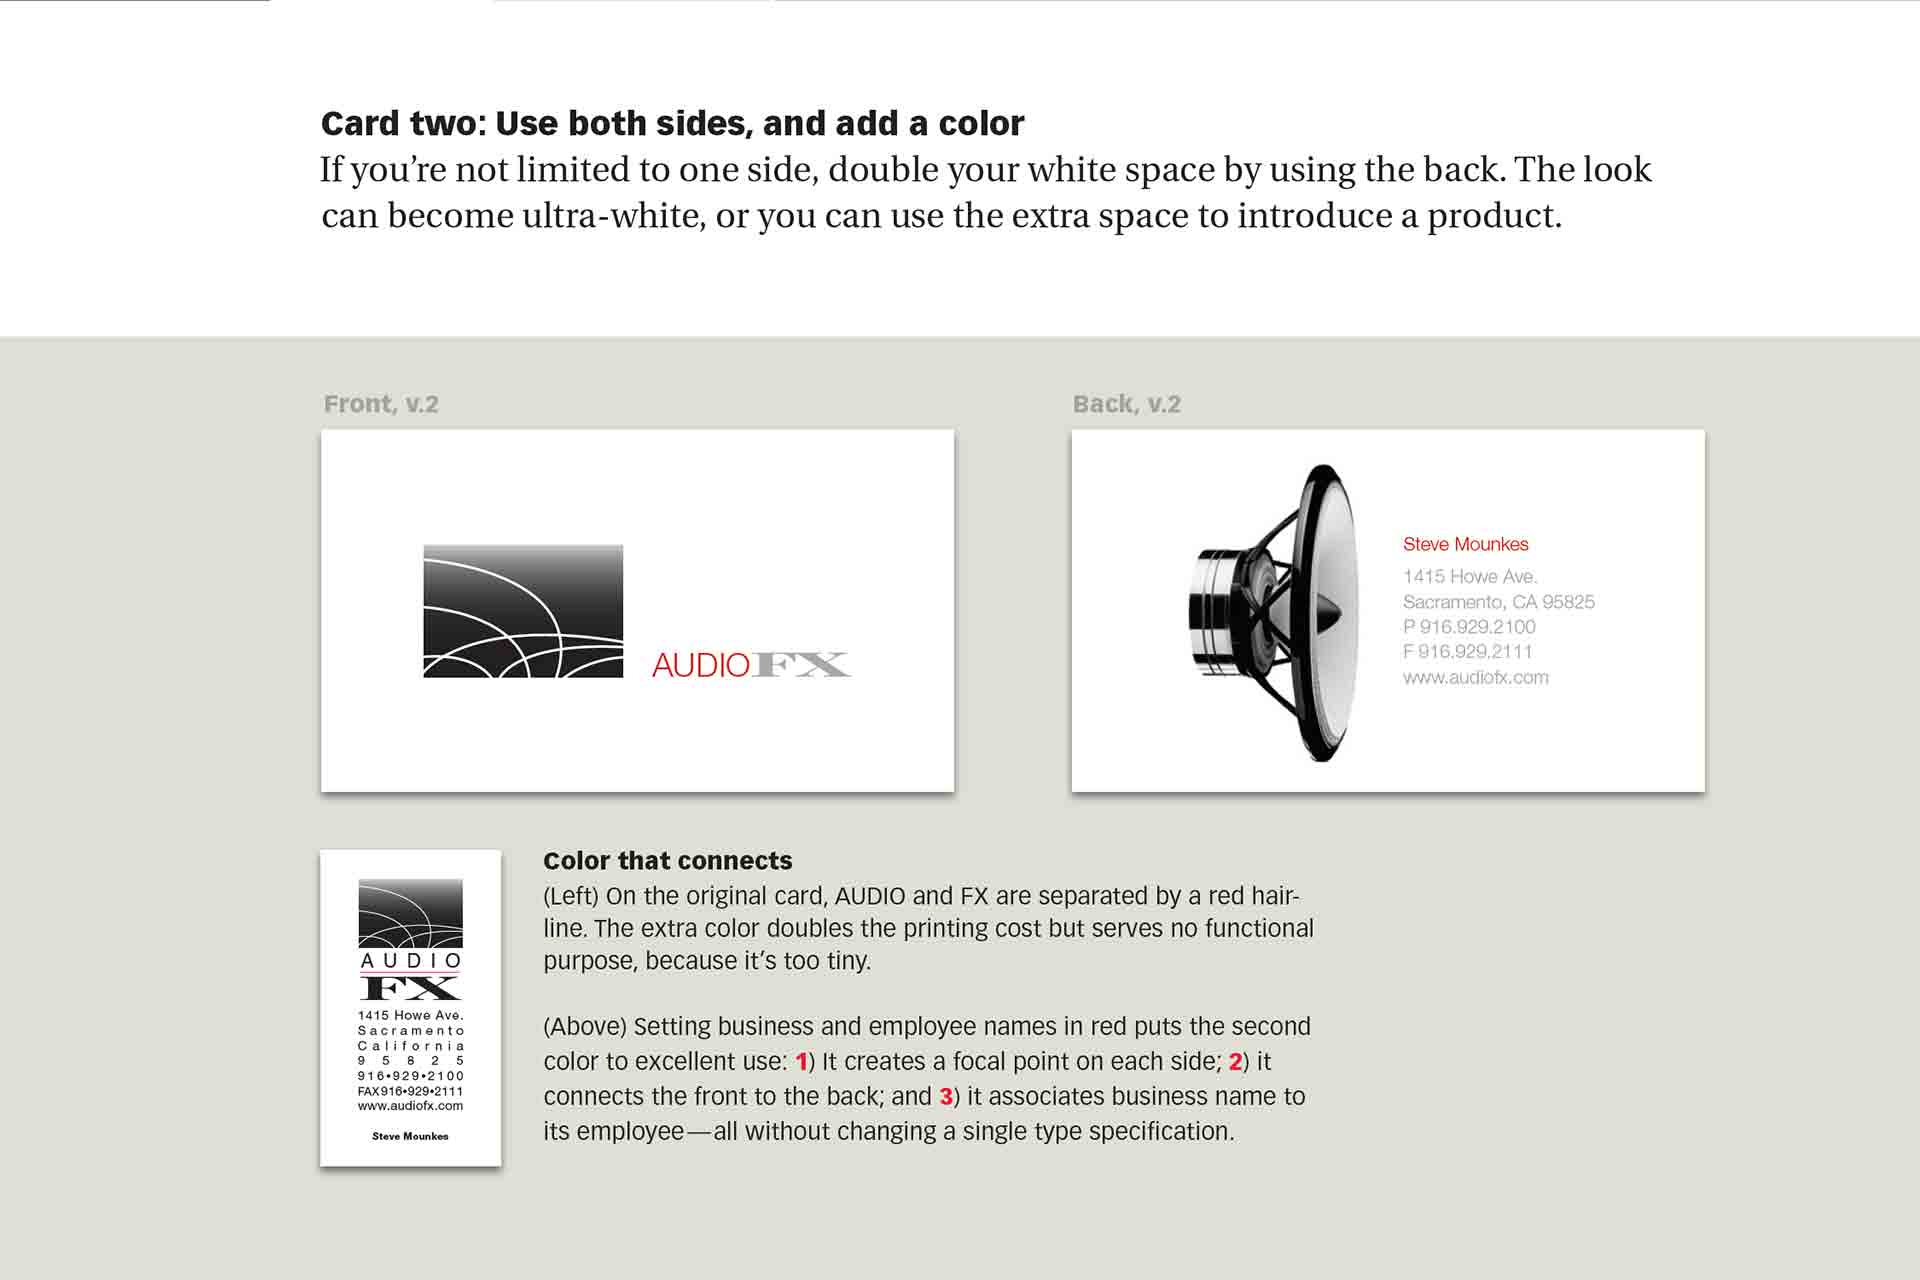 Card two: Use both sides, and add a color
If you’re not limited to one side, double your white space by using the back. The look
can become ultra-white, or you can use the extra space to introduce a product.
Front, v.2
AUDIOFX
Back, v.2
Steve Mounkes
1415 Howe Ave.
Sacramento, CA 95825
P 916.929.2100
F 916.929.2111
www.audiofx.com
AUDIO
FX
1415 Howe Ave.
Sacramento
California
95825
916•929•2100
FAX916•929•2111
www.audiofx.com
Steve Mounkes
Color that connects
(Left) On the original card, AUDIO and FX are separated by a red hair-
line. The extra color doubles the printing cost but serves no functional
purpose, because it’s too tiny.
(Above) Setting business and employee names in red puts the second
color to excellent use: 1) It creates a focal point on each side; 2) it
connects the front to the back; and 3) it associates business name to
its employee—all without changing a single type specification.